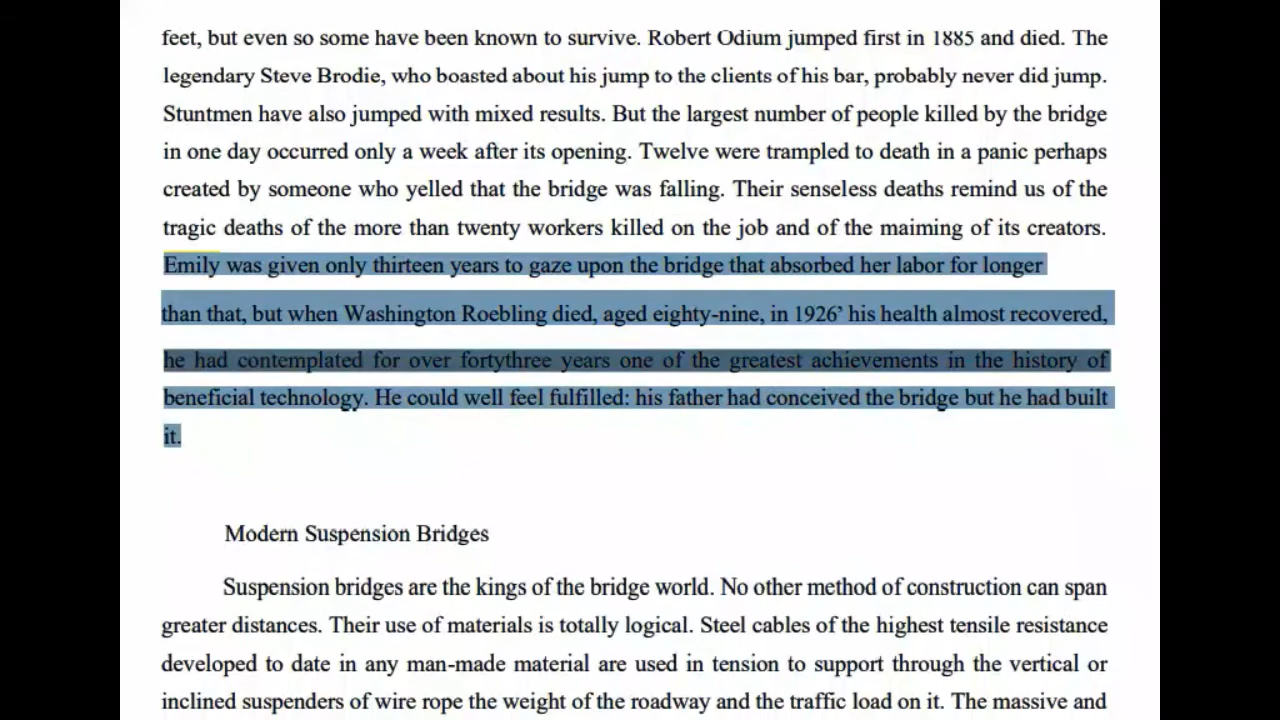 feet, but even so some have been known to survive. Robert Odium jumped first in 1885 and died. The
legendary Steve Brodie, who boasted about his jump to the clients of his bar, probably never did jump.
Stuntmen have also jumped with mixed results. But the largest number of people killed by the bridge
in one day occurred only a week after its opening. Twelve were trampled to death in a panic perhaps
created by someone who yelled that the bridge was falling. Their senseless deaths remind us of the
tragic deaths of the more than twenty workers killed on the job and of the maiming of its creators.
Emily was given only thirteen years to gaze upon the bridge that absorbed her labor for longer
than that, but when Washington Roebling died, aged eighty-nine, in 1926’ his health almost recovered,
he had contemplated for over fortythree years one of the greatest achievements in the history of
beneficial technology. He could well feel fulfilled: his father had conceived the bridge but he had built
it.
Modern Suspension Bridges
Suspension bridges are the kings of the bridge world. No other method of construction can span
greater distances. Their use of materials is totally logical. Steel cables of the highest tensile resistance
developed to date in any man-made material are used in tension to support through the vertical or
inclined suspenders of wire rope the weight of the roadway and the traffic load on it. The massive and